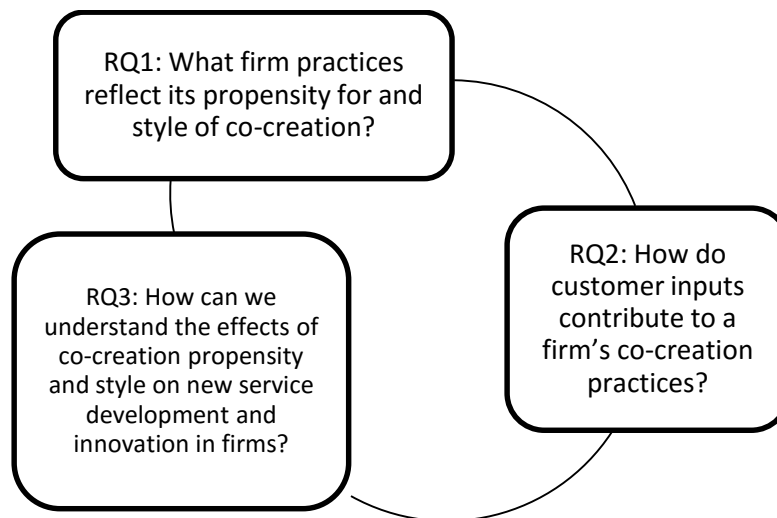 RQ1: What firm practices
reflect its propensity for and
style of co-creation?
RQ2: How do
customer inputs
contribute to a
firm’s co-creation
practices?
RQ3: How can we
understand the effects of
co-creation propensity
and style on new service
development and
innovation in firms?